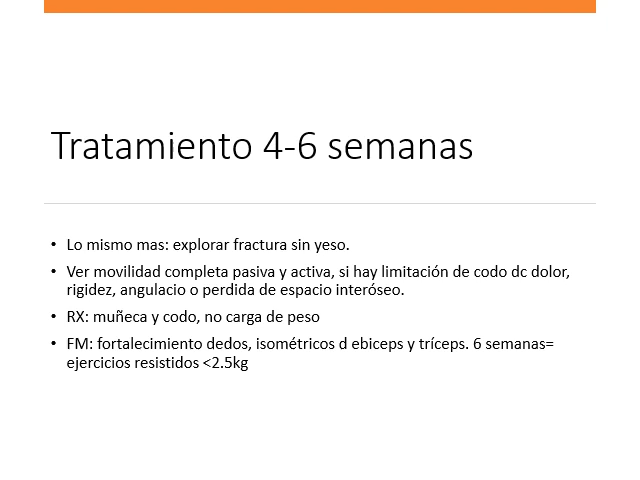 Tratamiento 4-6 semanas
• Lo mismo mas: explorar fractura sin yeso.
• Ver movilidad completa pasiva y activa, si hay limitación de codo dc dolor,
rigidez, angulacio o perdida de espacio interóseo.
• RX: muñeca y codo, no carga de peso
• FM: fortalecimiento dedos, isométricos d ebiceps y tríceps. 6 semanas=
ejercicios resistidos <2.5kg